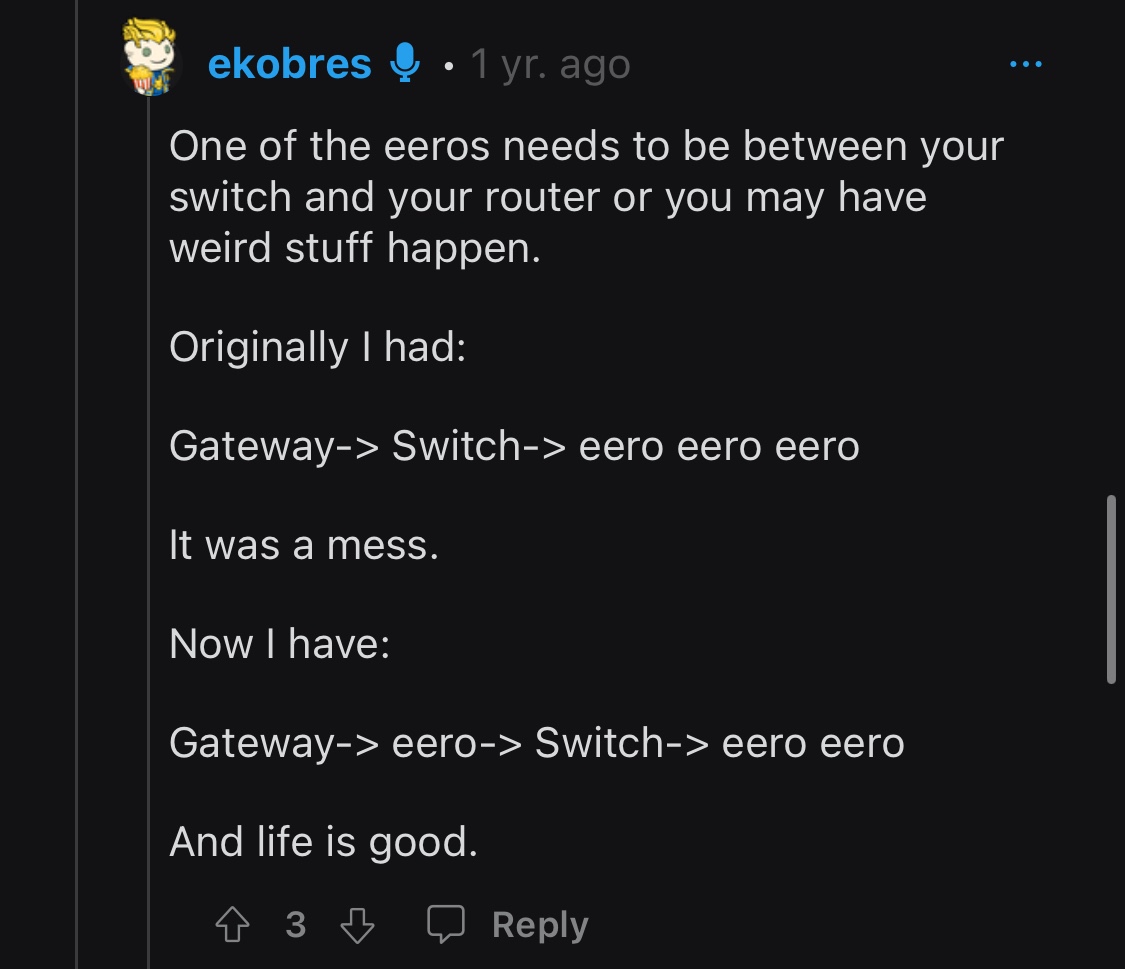 ekobres • 1 yr. ago
One of the eeros needs to be between your
switch and your router or you may have
weird stuff happen.
Originally I had:
Gateway-> Switch-> eero eero eero
It was a mess.
Now I have:
Gateway-> eero-> Switch-> eero eero
And life is good.
3 Reply